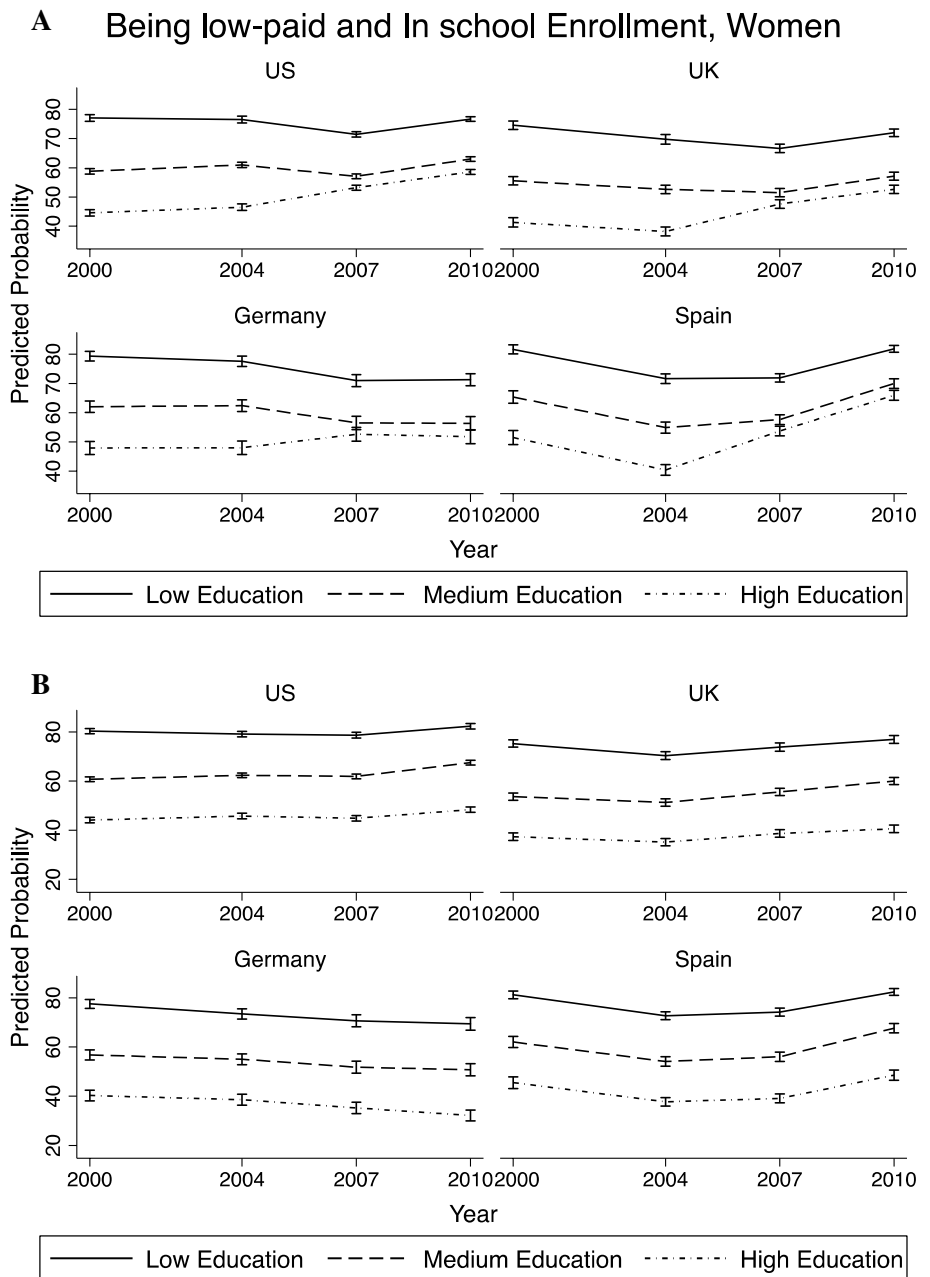 A Being low-paid and In school Enrollment, Women
US UK
Predicted Probability
80
70
60
50
40
2000 2004 2007 2010 2000 2004 2007 2010
Germany Spain
80
70
60
50
40
2000 2004 2007 2010 2000 2004 2007 2010
Year
Low Education Medium Education High Education
B
US UK
Predicted Probability
80
60
40
20
2000 2004 2007 2010 2000 2004 2007 2010
Germany Spain
80
60
40
20
2000 2004 2007 2010 2000 2004 2007 2010
Year
Low Education Medium Education High Education